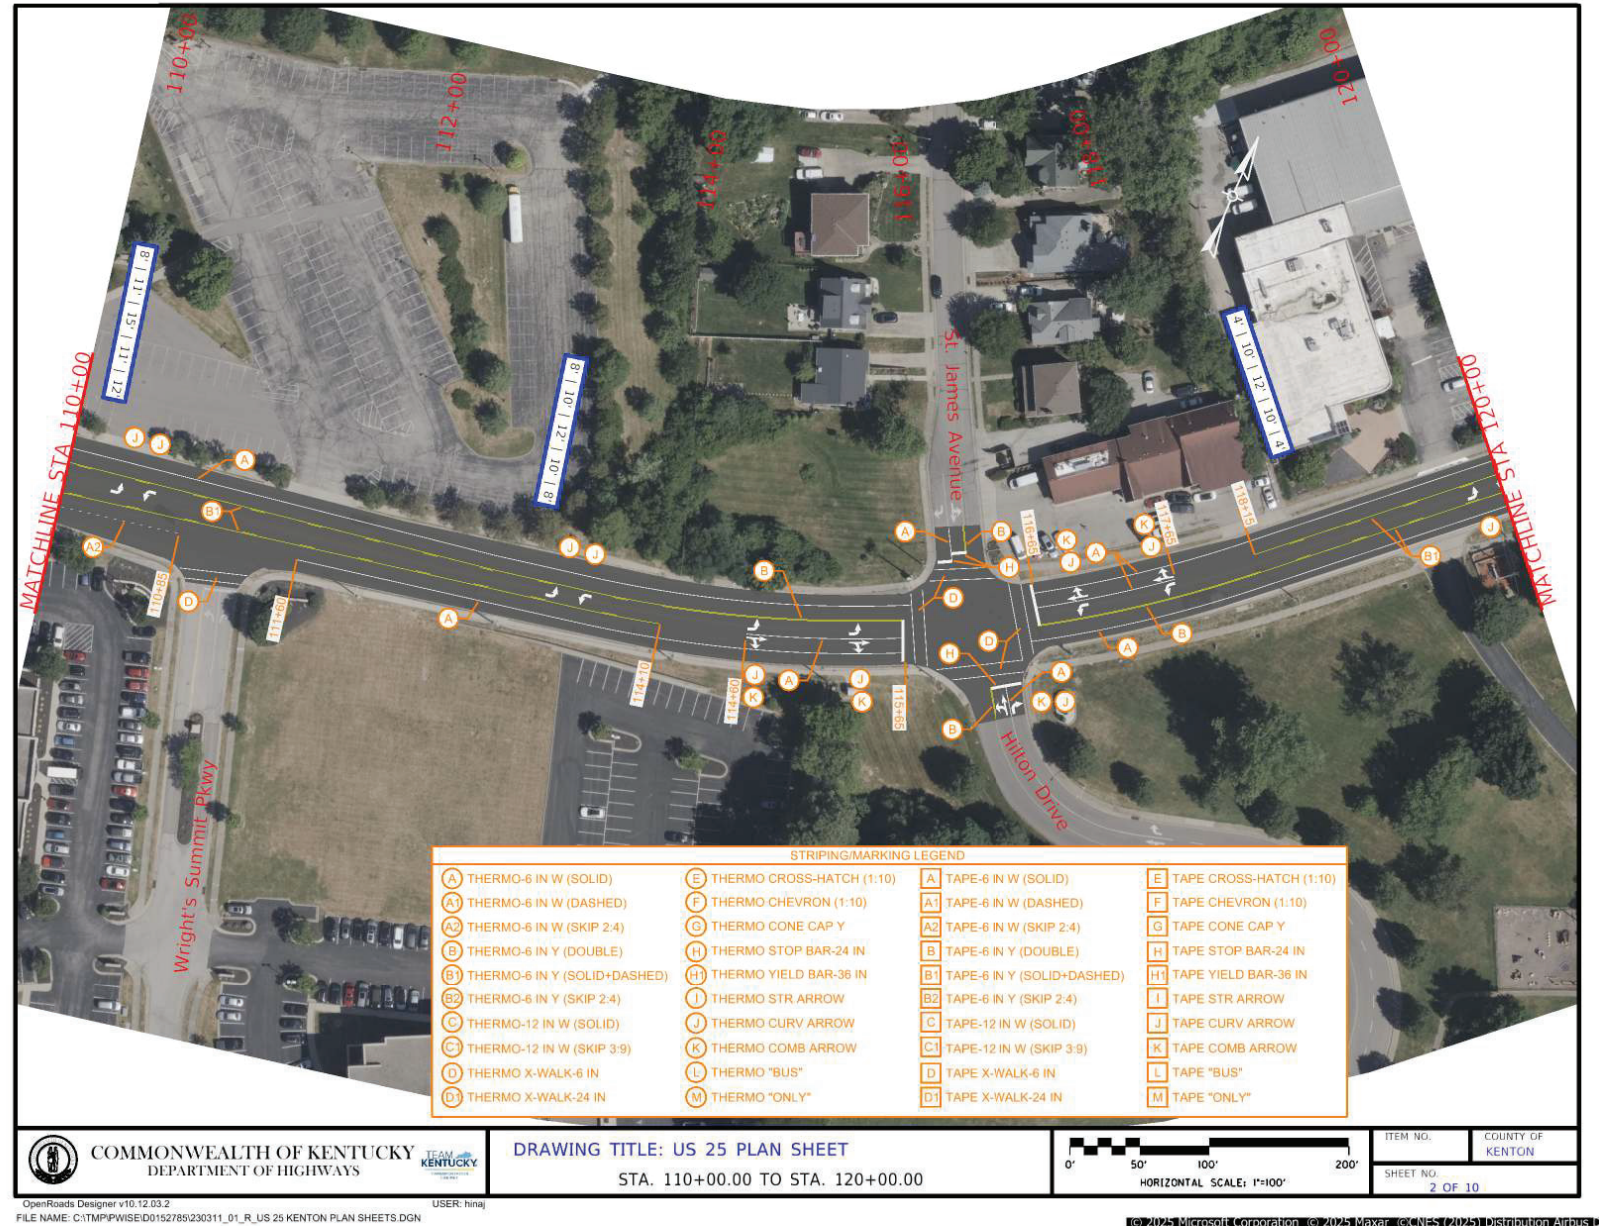 110+00
112+00
114+00
116+00
118+00
120+00
8' | 11' | 15' | 11' | 12'
8' | 10' | 12' | 10' | 8'
4' | 10' | 12' | 10' | 4'
MATCHLINE STA 110+00
MATCHLINE STA 120+00
St. James Avenue
Hilton Drive
Wright's Summit Pkwy
J J
A
B1
A2
D
110+85
111+60
A
J J
B
114+10
114+60
J
K
A
J
K
115+65
A
B
H
D
D
H
B
A
K J
116+65
K
J
A
K
J
117+65
118+15
B1
J
A
B
STRIPING/MARKING LEGEND
A THERMO-6 IN W (SOLID)
A1 THERMO-6 IN W (DASHED)
A2 THERMO-6 IN W (SKIP 2:4)
B THERMO-6 IN Y (DOUBLE)
B1 THERMO-6 IN Y (SOLID+DASHED)
B2 THERMO-6 IN Y (SKIP 2:4)
C THERMO-12 IN W (SOLID)
C1 THERMO-12 IN W (SKIP 3:9)
D THERMO X-WALK-6 IN
D1 THERMO X-WALK-24 IN
E THERMO CROSS-HATCH (1:10)
F THERMO CHEVRON (1:10)
G THERMO CONE CAP Y
H THERMO STOP BAR-24 IN
H1 THERMO YIELD BAR-36 IN
I THERMO STR ARROW
J THERMO CURV ARROW
K THERMO COMB ARROW
L THERMO "BUS"
M THERMO "ONLY"
A TAPE-6 IN W (SOLID)
A1 TAPE-6 IN W (DASHED)
A2 TAPE-6 IN W (SKIP 2:4)
B TAPE-6 IN Y (DOUBLE)
B1 TAPE-6 IN Y (SOLID+DASHED)
B2 TAPE-6 IN Y (SKIP 2:4)
C TAPE-12 IN W (SOLID)
C1 TAPE-12 IN W (SKIP 3:9)
D TAPE X-WALK-6 IN
D1 TAPE X-WALK-24 IN
E TAPE CROSS-HATCH (1:10)
F TAPE CHEVRON (1:10)
G TAPE CONE CAP Y
H TAPE STOP BAR-24 IN
H1 TAPE YIELD BAR-36 IN
I TAPE STR ARROW
J TAPE CURV ARROW
K TAPE COMB ARROW
L TAPE "BUS"
M TAPE "ONLY"
COMMONWEALTH OF KENTUCKY
DEPARTMENT OF HIGHWAYS
TEAM
KENTUCKY
DRAWING TITLE: US 25 PLAN SHEET
STA. 110+00.00 TO STA. 120+00.00
0' 50' 100' 200'
HORIZONTAL SCALE: 1"=100'
ITEM NO.
COUNTY OF
KENTON
SHEET NO.
2 OF 10
OpenRoads Designer v10.12.03.2
USER: hinaj
FILE NAME: C:\TMP\PWISE\D0152785\230311_01_R_US 25 KENTON PLAN SHEETS.DGN
© 2025 Microsoft Corporation © 2025 Maxar ©CNES (2025) Distribution Airbus